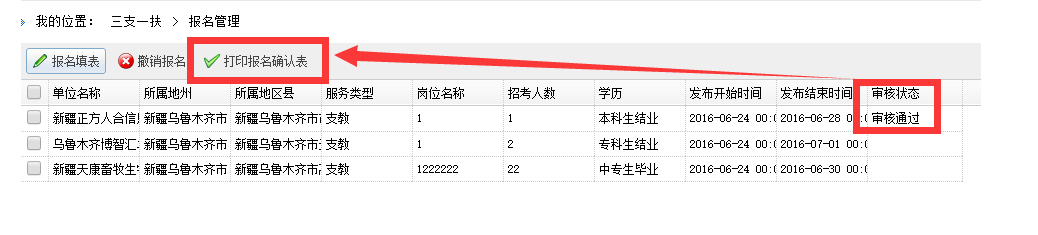 我的位置： 三支一扶 > 报名管理
报名填表 撤销报名 打印报名确认表
单位名称 所属地州 所属地区县 服务类型 岗位名称 招考人数 学历 发布开始时间 发布结束时间 审核状态
新疆正方人合信 新疆乌鲁木齐市 新疆乌鲁木齐市 支教 1 1 本科生结业 2016-06-24 00: 2016-06-28 00: 审核通过
乌鲁木齐博智汇 新疆乌鲁木齐市 新疆乌鲁木齐市 支教 1 2 专科生结业 2016-06-24 00: 2016-07-01 00:
新疆天康畜牧生 新疆乌鲁木齐市 新疆乌鲁木齐市 支教 1222222 22 中专生毕业 2016-06-24 00: 2016-06-30 00: